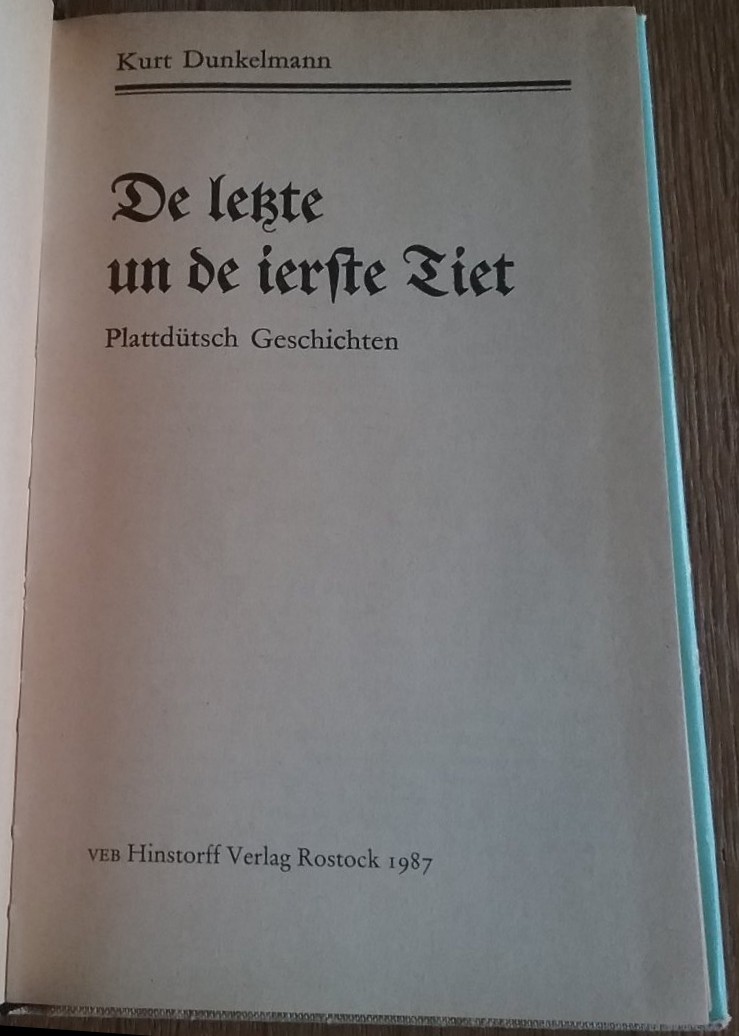 Kurt Dunkelmann
De letzte
un de ierſte Tiet
Plattdütsch Geschichten
VEB Hinstorff Verlag Rostock 1987